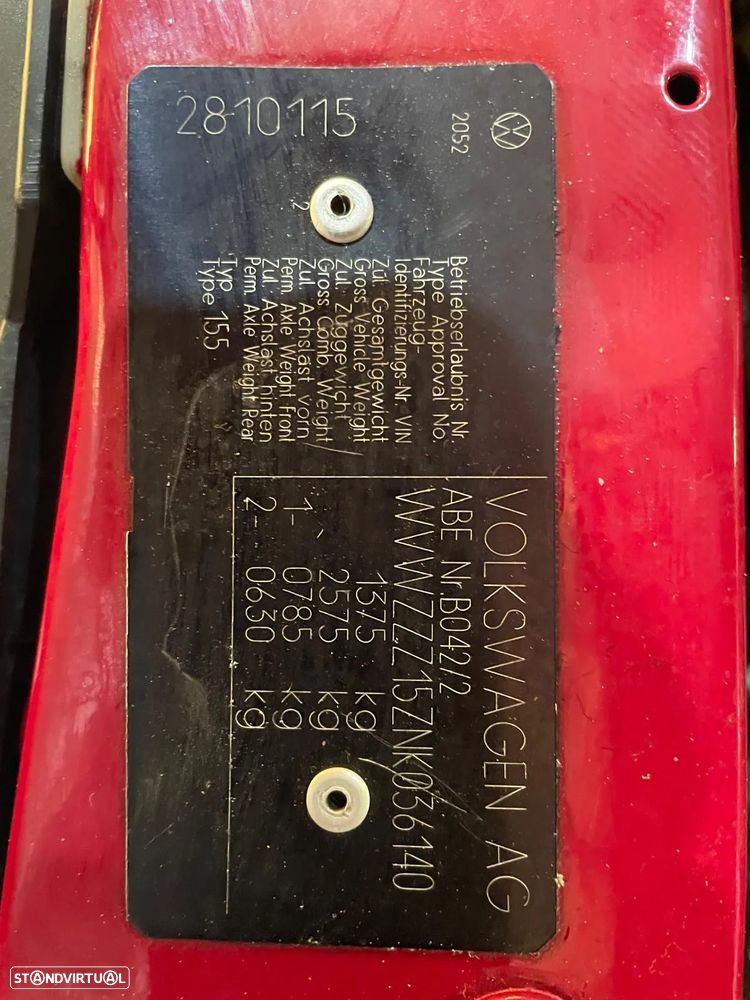 2810115
2052
VOLKSWAGEN AG
Betriebserlaubnis Nr.
Type Approval No. ABE Nr.B042/2
Fahrzeug-
Identifizierungs-Nr VIN WVWZZZ15ZNK036140
Zul. Gesamtgewicht
Gross Vehicle Weight 1375 kg
Zul. Zuggewicht
Gross Comb Weight 2575 kg
Zul. Achslast vorn
Perm. Axle Weight Front 1- 0785 kg
Zul. Achslast hinten
Perm. Axle Weight Rear 2- 0630 kg
Typ
Type 155
2
STANDVIRTUAL